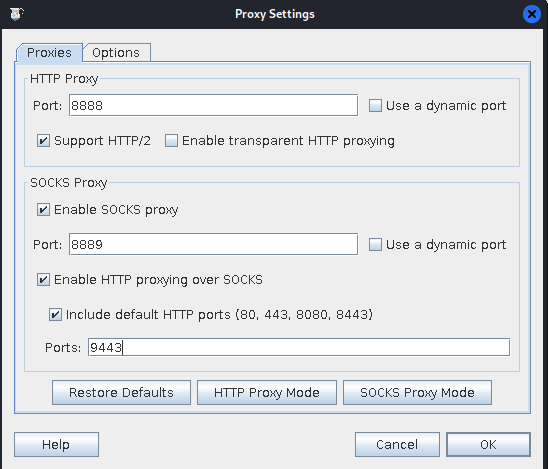 Proxy Settings
Proxies Options
HTTP Proxy
Port: 8888 Use a dynamic port
Support HTTP/2 Enable transparent HTTP proxying
SOCKS Proxy
Enable SOCKS proxy
Port: 8889 Use a dynamic port
Enable HTTP proxying over SOCKS
Include default HTTP ports (80, 443, 8080, 8443)
Ports: 9443
Restore Defaults HTTP Proxy Mode SOCKS Proxy Mode
Help Cancel OK